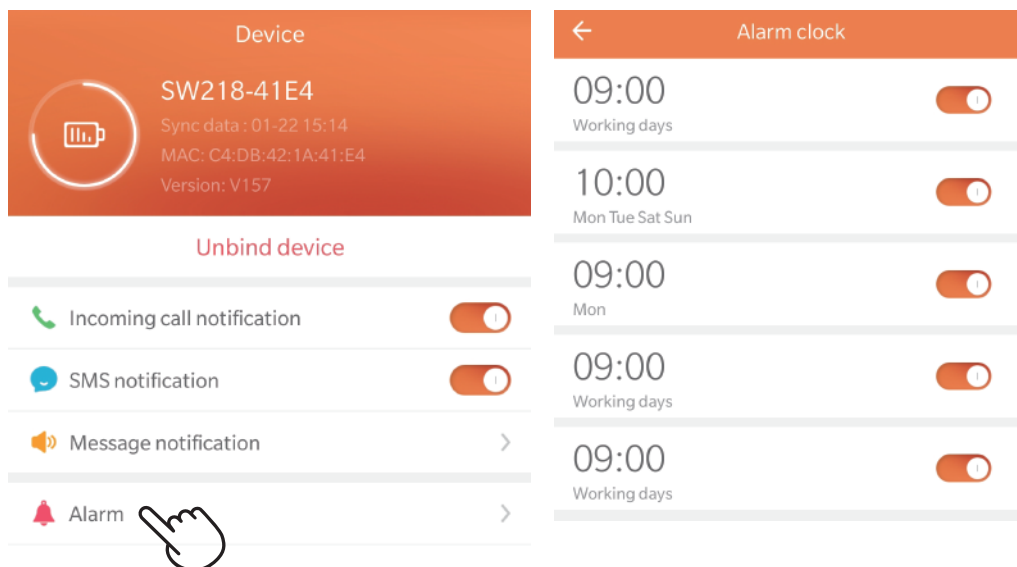 Device
SW218-41E4
Sync data : 01-22 15:14
MAC: C4:DB:42:1A:41:E4
Version: V157
Unbind device
Incoming call notification
SMS notification
Message notification
Alarm
Alarm clock
09:00
Working days
10:00
Mon Tue Sat Sun
09:00
Mon
09:00
Working days
09:00
Working days